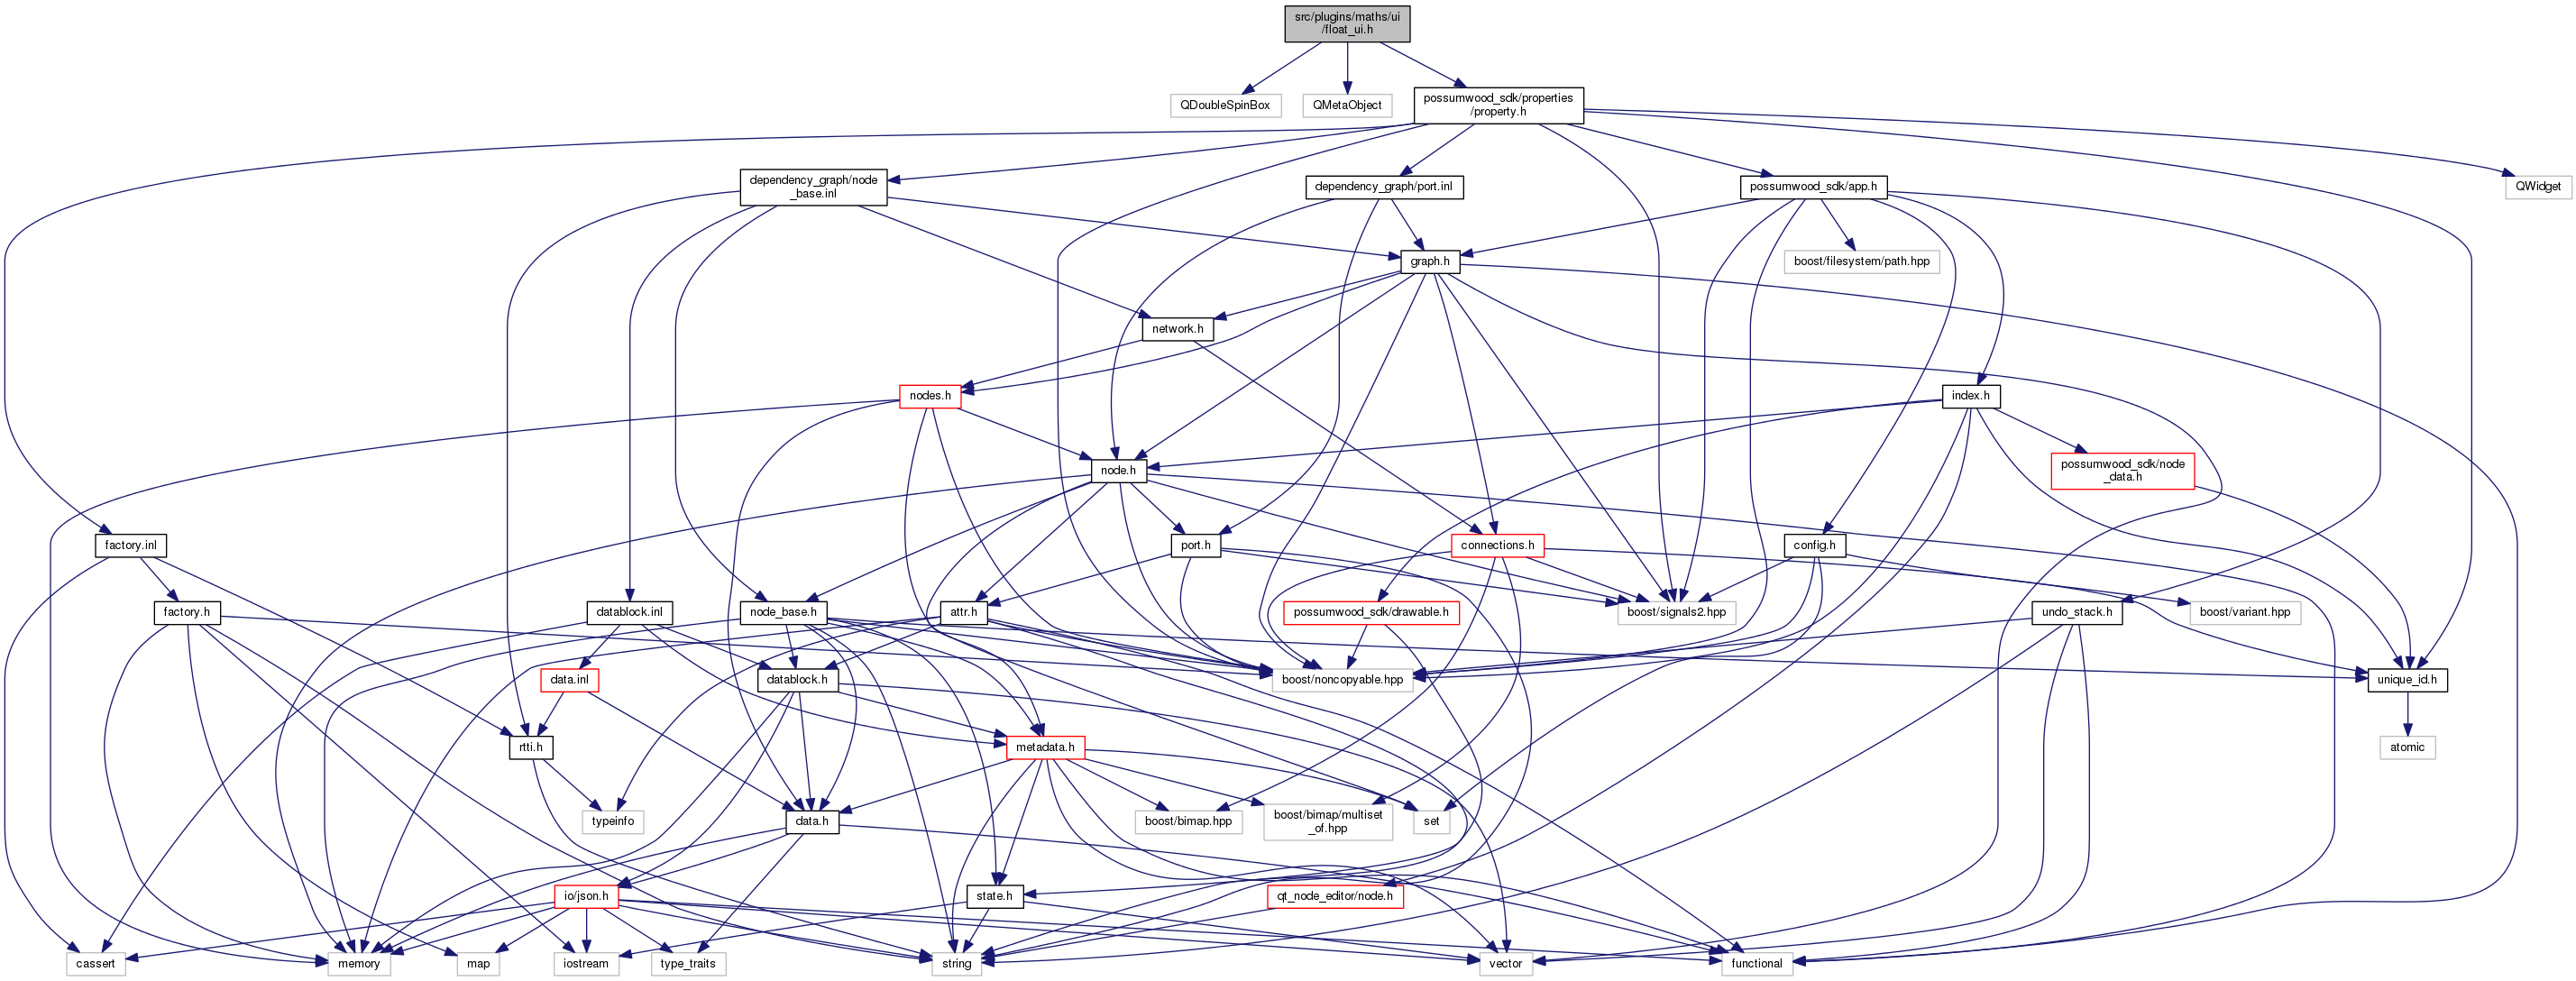 src/plugins/maths/ui
/float_ui.h
QDoubleSpinBox
QMetaObject
possumwood_sdk/properties
/property.h
dependency_graph/node
_base.inl
dependency_graph/port.inl
possumwood_sdk/app.h
QWidget
graph.h
boost/filesystem/path.hpp
network.h
nodes.h
index.h
node.h
possumwood_sdk/node
_data.h
factory.inl
port.h
connections.h
config.h
factory.h
datablock.inl
node_base.h
attr.h
possumwood_sdk/drawable.h
boost/signals2.hpp
undo_stack.h
boost/variant.hpp
data.inl
datablock.h
boost/noncopyable.hpp
unique_id.h
rtti.h
metadata.h
atomic
typeinfo
data.h
boost/bimap.hpp
boost/bimap/multiset
_of.hpp
set
io/json.h
state.h
qt_node_editor/node.h
cassert
memory
map
iostream
type_traits
string
vector
functional